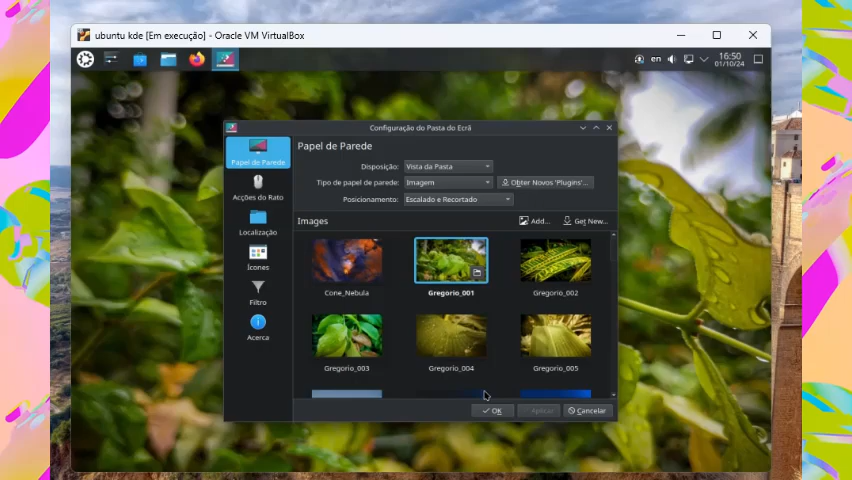 ubuntu kde [Em execução] - Oracle VM VirtualBox
en
16:50
01/10/24
Configuração do Pasta do Ecrã
Papel de Parede
Acções do Rato
Localização
Ícones
Filtro
Acerca
Papel de Parede
Disposição: Vista da Pasta
Tipo de papel de parede: Imagem Obter Novos 'Plugins'...
Posicionamento: Escalado e Recortado
Images Add... Get New...
Cone_Nebula Gregorio_001 Gregorio_002
Gregorio_003 Gregorio_004 Gregorio_005
OK Aplicar Cancelar